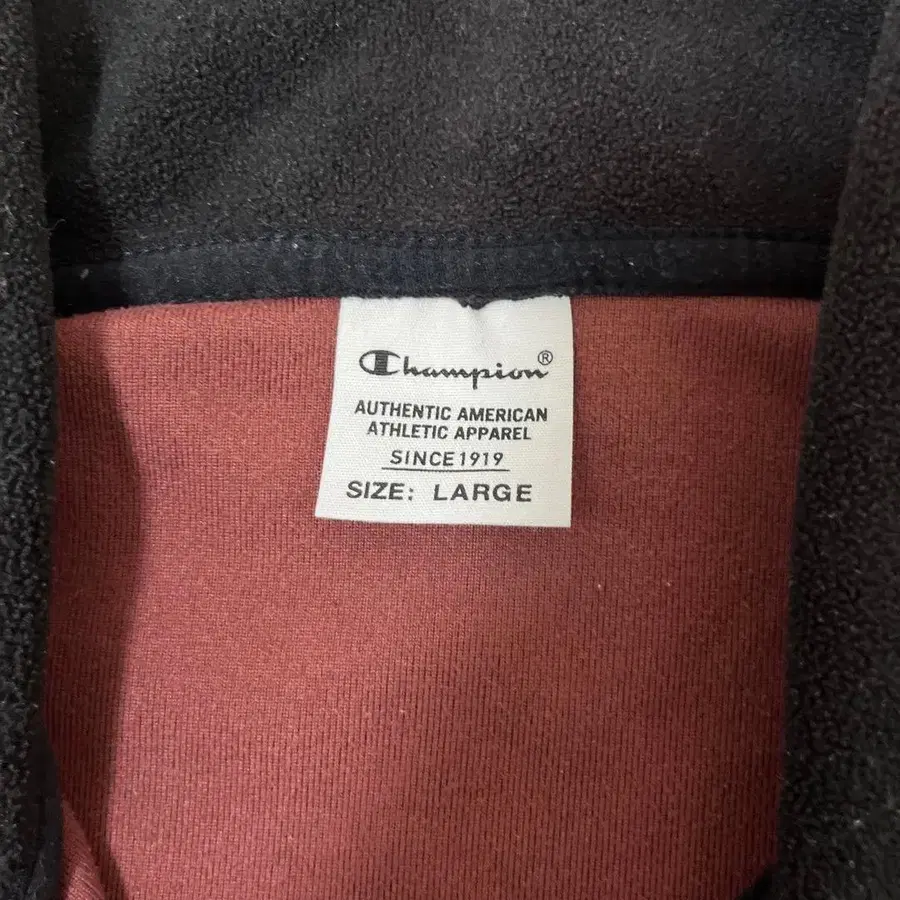 Champion®
AUTHENTIC AMERICAN
ATHLETIC APPAREL
SINCE 1919
SIZE: LARGE